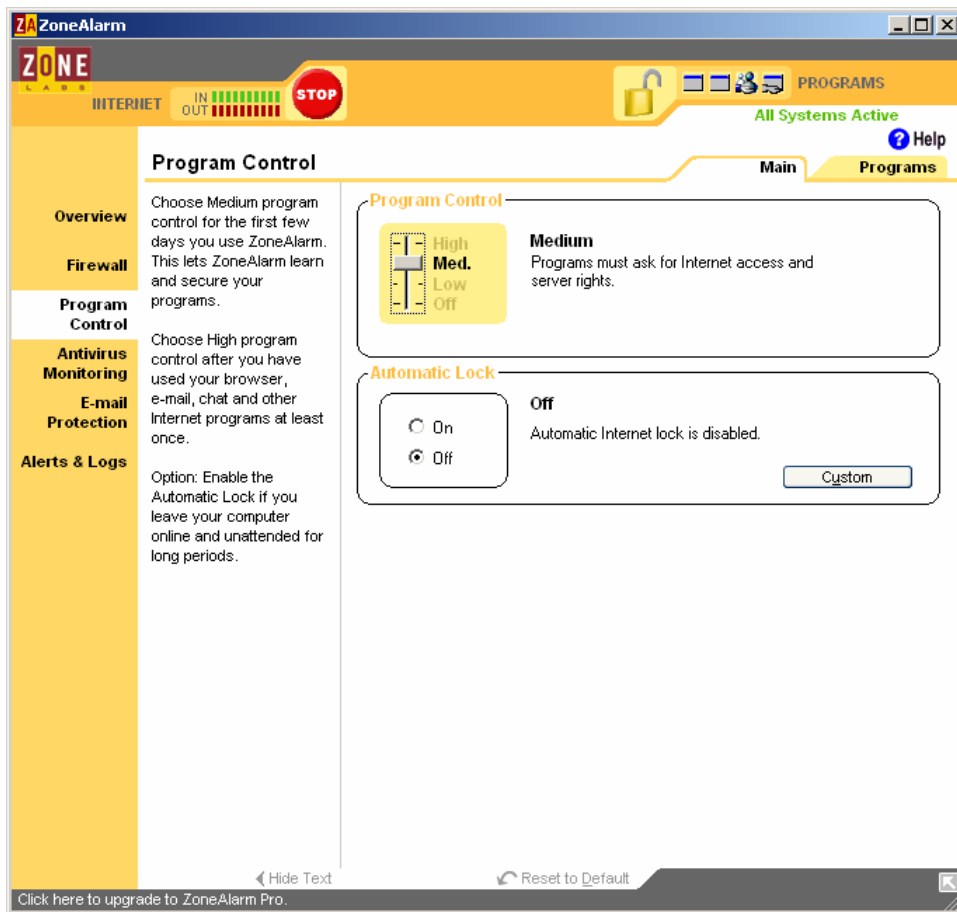 ZA ZoneAlarm
ZONE
LABS
INTERNET
IN
OUT
STOP
PROGRAMS
All Systems Active
? Help
Program Control
Main
Programs
Overview
Firewall
Program
Control
Antivirus
Monitoring
E-mail
Protection
Alerts & Logs
Choose Medium program
control for the first few
days you use ZoneAlarm.
This lets ZoneAlarm learn
and secure your
programs.
Choose High program
control after you have
used your browser,
e-mail, chat and other
Internet programs at least
once.
Option: Enable the
Automatic Lock if you
leave your computer
online and unattended for
long periods.
Program Control
High
Med.
Low
Off
Medium
Programs must ask for Internet access and
server rights.
Automatic Lock
On
Off
Off
Automatic Internet lock is disabled.
Custom
Hide Text
Reset to Default
Click here to upgrade to ZoneAlarm Pro.